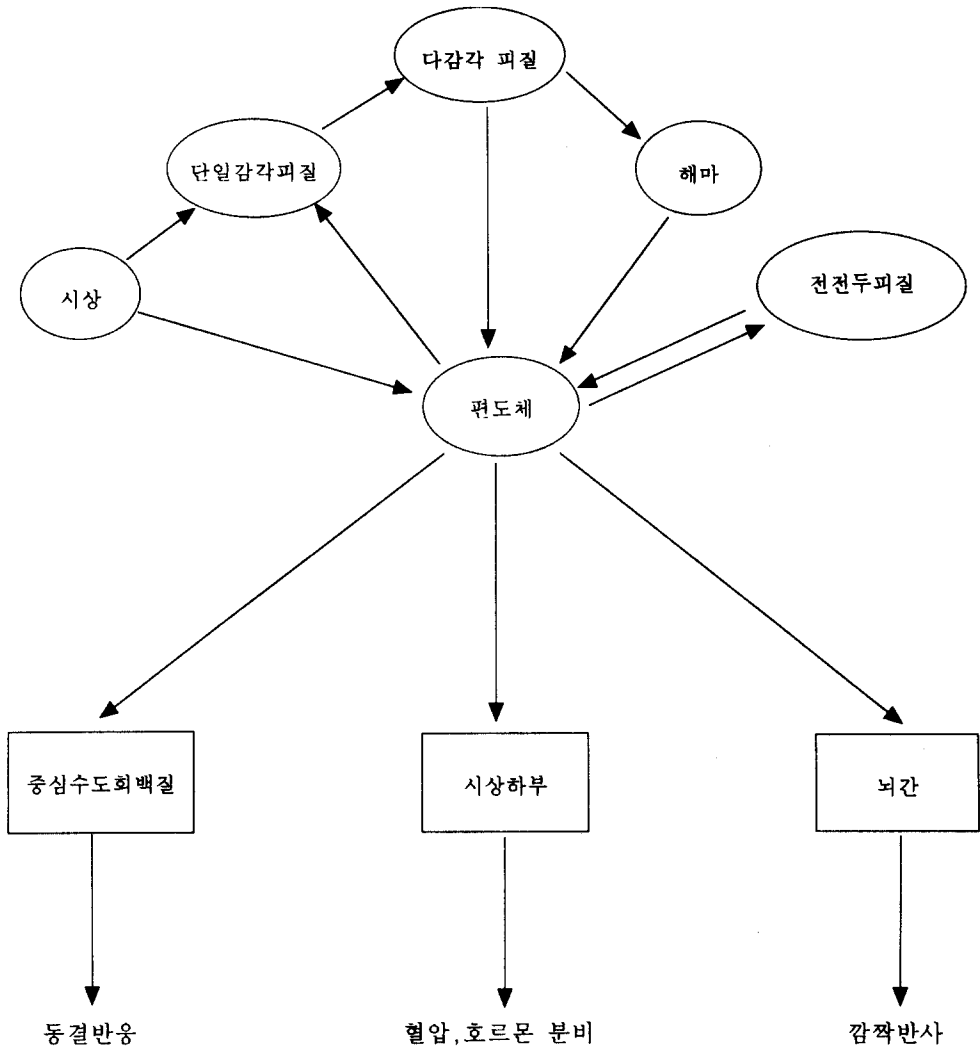 다감각 피질
단일감각피질
해마
시상
전전두피질
편도체
중심수도회백질
시상하부
뇌간
동결반응
혈압,호르몬 분비
깜짝반사